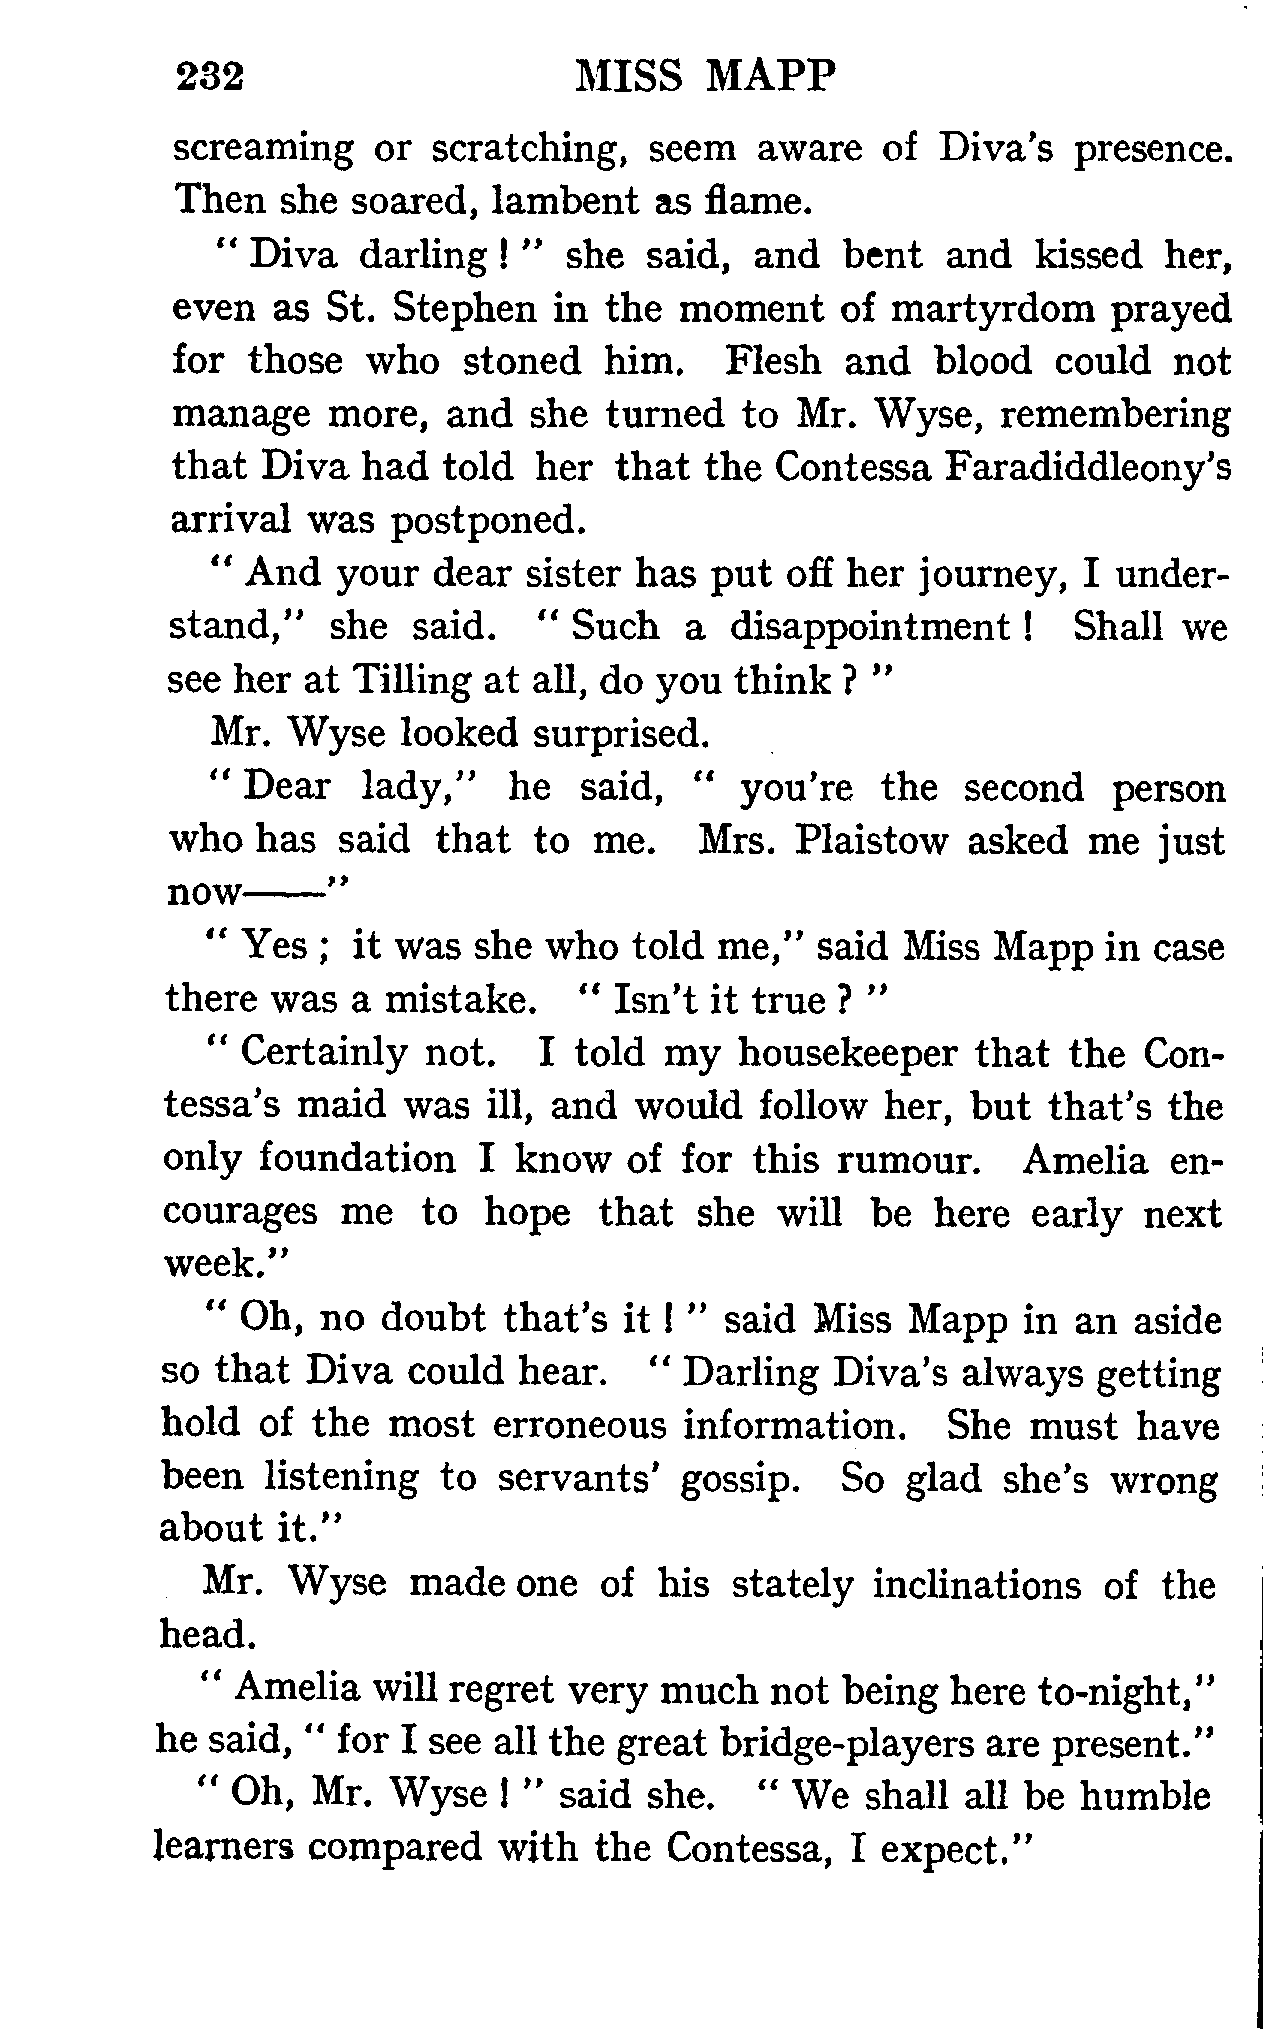 232 MISS MAPP
screaming or scratching, seem aware of Diva's presence.
Then she soared, lambent as flame.
“ Diva darling ! ” she said, and bent and kissed her,
even as St. Stephen in the moment of martyrdom prayed
for those who stoned him. Flesh and blood could not
manage more, and she turned to Mr. Wyse, remembering
that Diva had told her that the Contessa Faradiddleony's
arrival was postponed.
“ And your dear sister has put off her journey, I under-
stand,” she said. “ Such a disappointment ! Shall we
see her at Tilling at all, do you think ? ”
Mr. Wyse looked surprised.
“ Dear lady,” he said, “ you're the second person
who has said that to me. Mrs. Plaistow asked me just
now——”
“ Yes ; it was she who told me,” said Miss Mapp in case
there was a mistake. “ Isn't it true ? ”
“ Certainly not. I told my housekeeper that the Con-
tessa's maid was ill, and would follow her, but that's the
only foundation I know of for this rumour. Amelia en-
courages me to hope that she will be here early next
week.”
“ Oh, no doubt that's it ! ” said Miss Mapp in an aside
so that Diva could hear. “ Darling Diva's always getting
hold of the most erroneous information. She must have
been listening to servants' gossip. So glad she's wrong
about it.”
Mr. Wyse made one of his stately inclinations of the
head.
“ Amelia will regret very much not being here to-night,”
he said, “ for I see all the great bridge-players are present.”
“ Oh, Mr. Wyse ! ” said she. “ We shall all be humble
learners compared with the Contessa, I expect.”